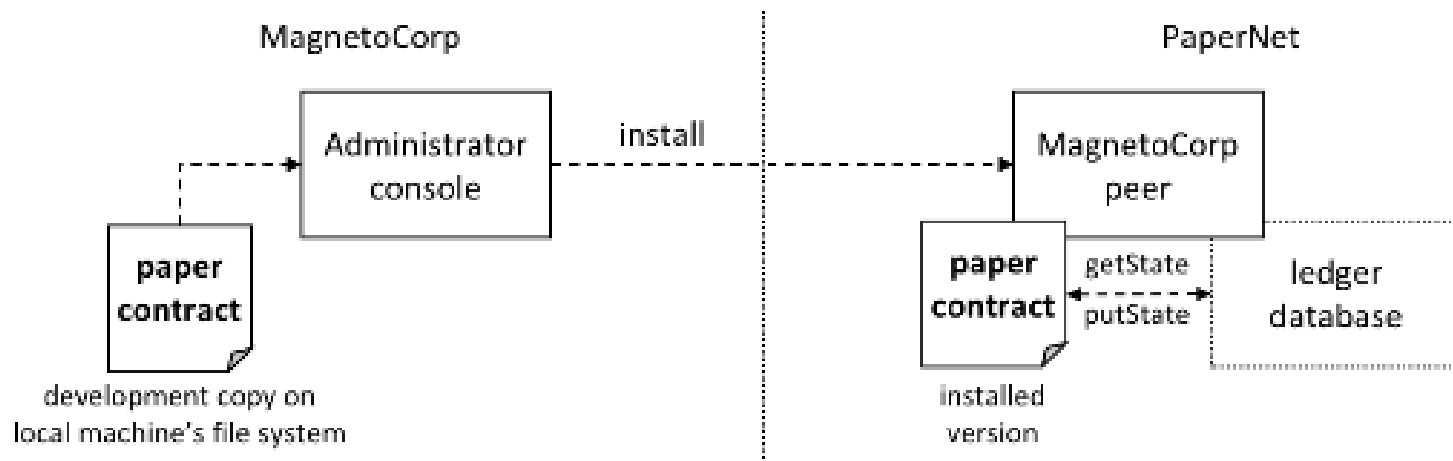 MagnetoCorp
PaperNet
Administrator
console
install
MagnetoCorp
peer
paper
contract
development copy on
local machine's file system
paper
contract
getState
putState
ledger
database
installed
version